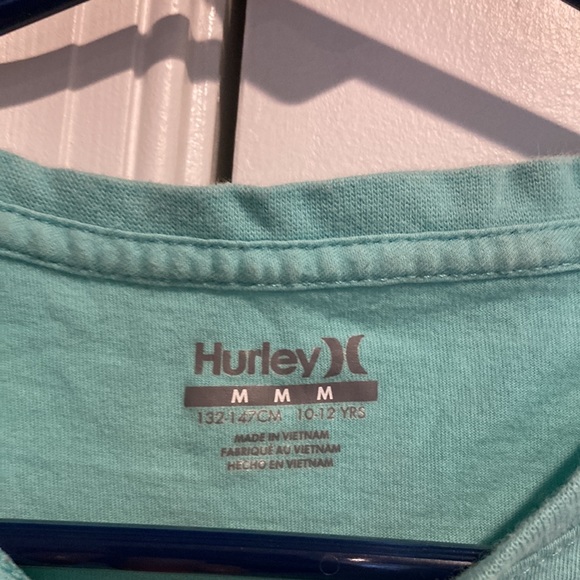 Hurley
M M M
132-147CM 10-12 YRS
MADE IN VIETNAM
FABRIQUÉ AU VIETNAM
HECHO EN VIETNAM